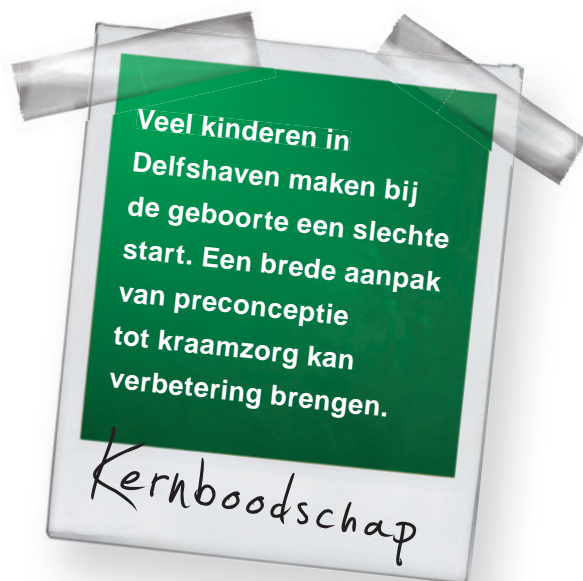 Veel kinderen in
Delfshaven maken bij
de geboorte een slechte
start. Een brede aanpak
van preconceptie
tot kraamzorg kan
verbetering brengen.
Kernboodschap